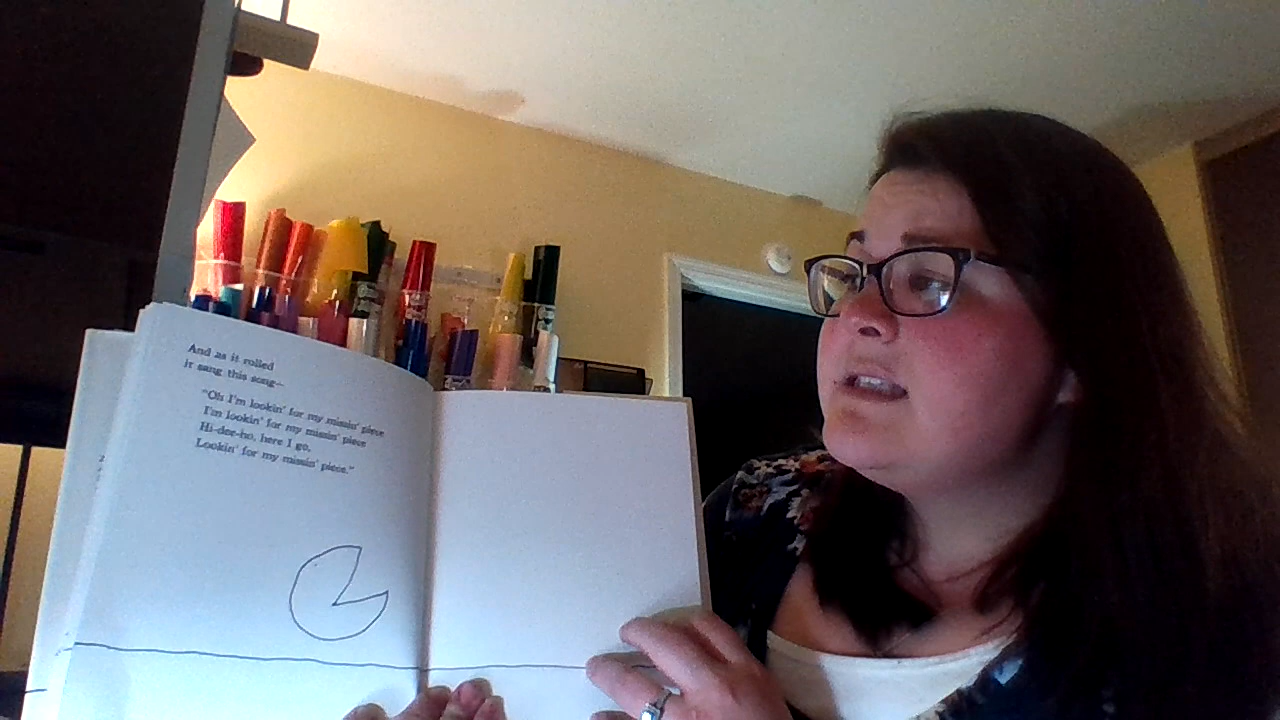 And as it rolled
it sang this song—
"Oh I'm lookin' for my missin' piece
I'm lookin' for my missin' piece
Hi-dee-ho, here I go,
Lookin' for my missin' piece."